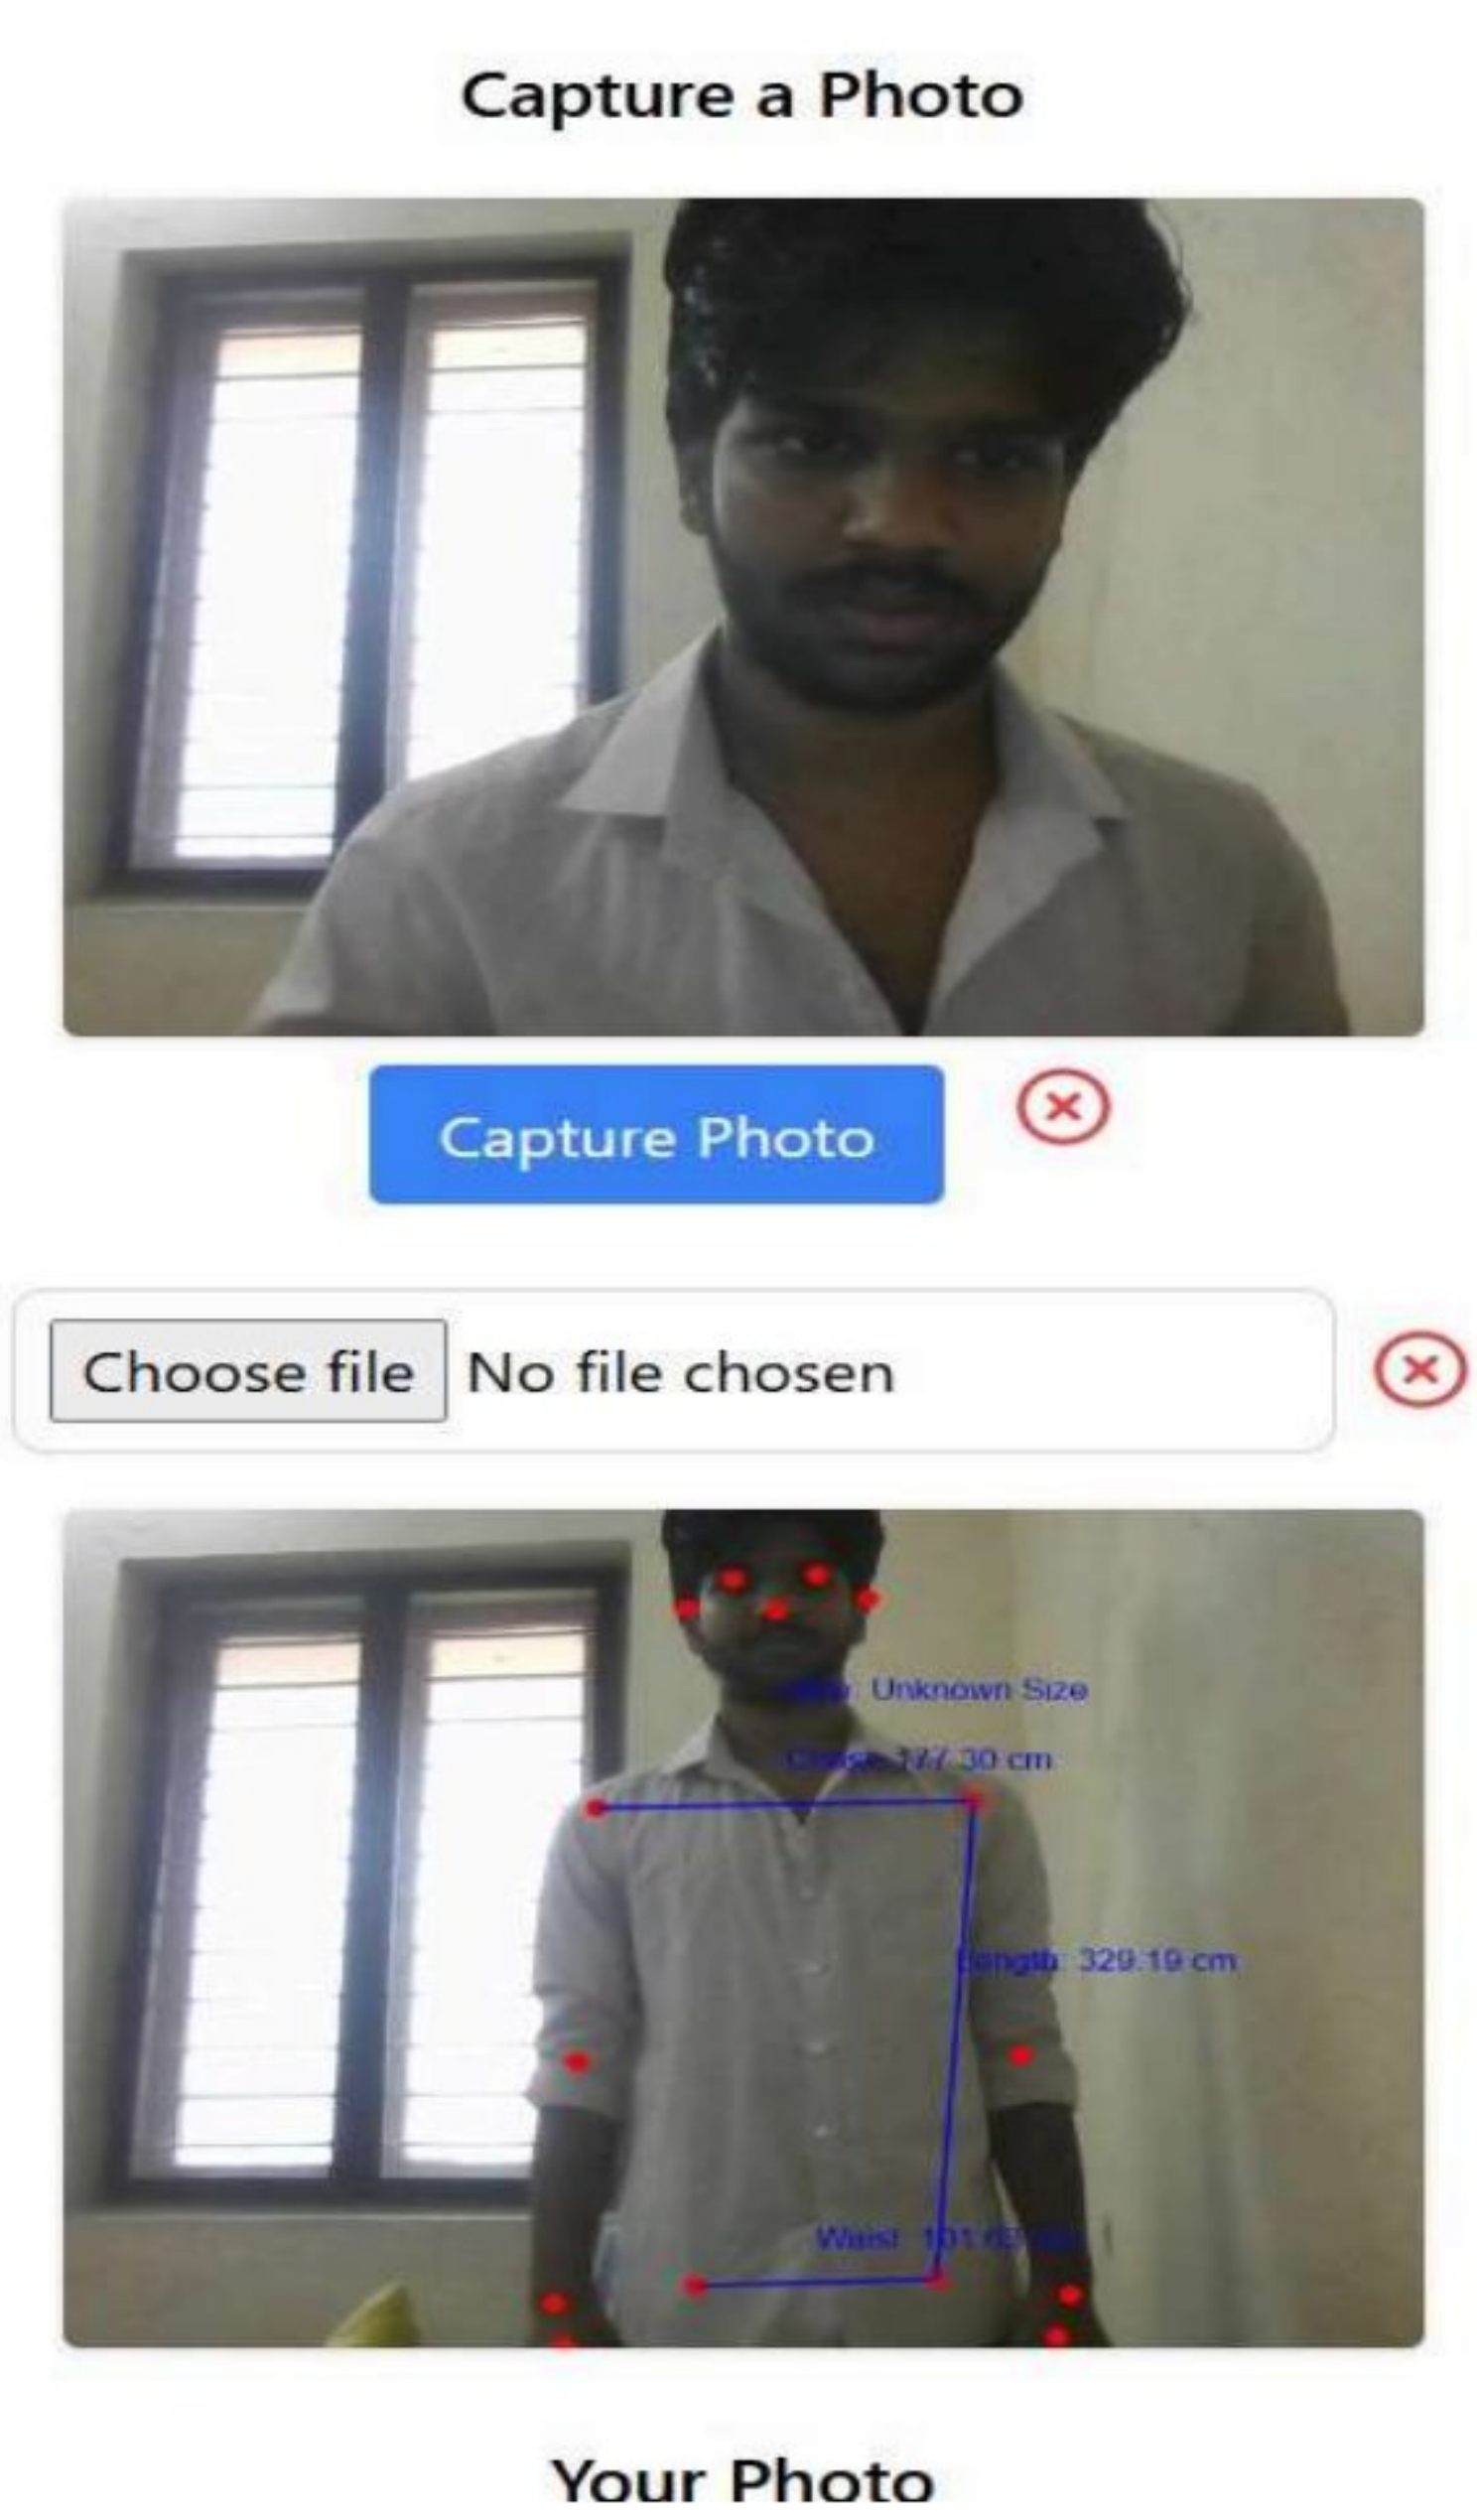 Capture a Photo
Capture Photo
Choose file No file chosen
Unknown Size
177.30 cm
Length: 329.19 cm
Waist
Your Photo